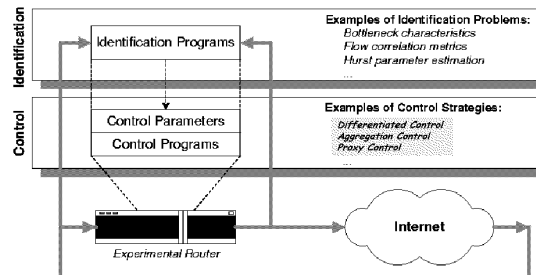 Identification
Identification Programs
Examples of Identification Problems:
Bottleneck characteristics
Flow correlation metrics
Hurst parameter estimation
...
Control
Control Parameters
Control Programs
Examples of Control Strategies:
Differentiated Control
Aggregation Control
Proxy Control
...
Experimental Router
Internet